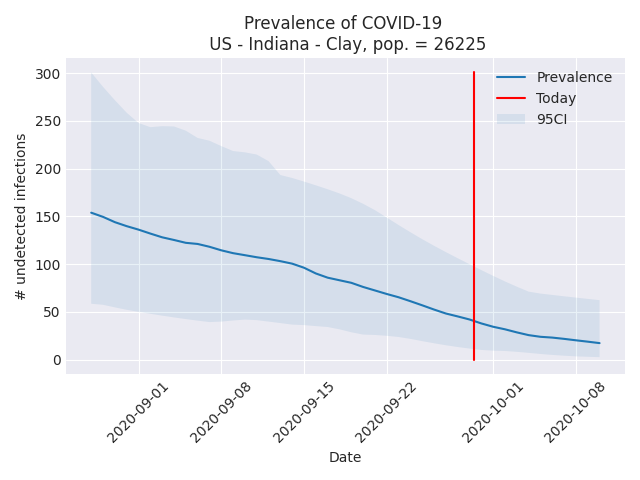 Prevalence of COVID-19
US - Indiana - Clay, pop. = 26225
Prevalence
Today
95CI
# undetected infections
300
250
200
150
100
50
0
2020-09-01
2020-09-08
2020-09-15
2020-09-22
2020-10-01
2020-10-08
Date